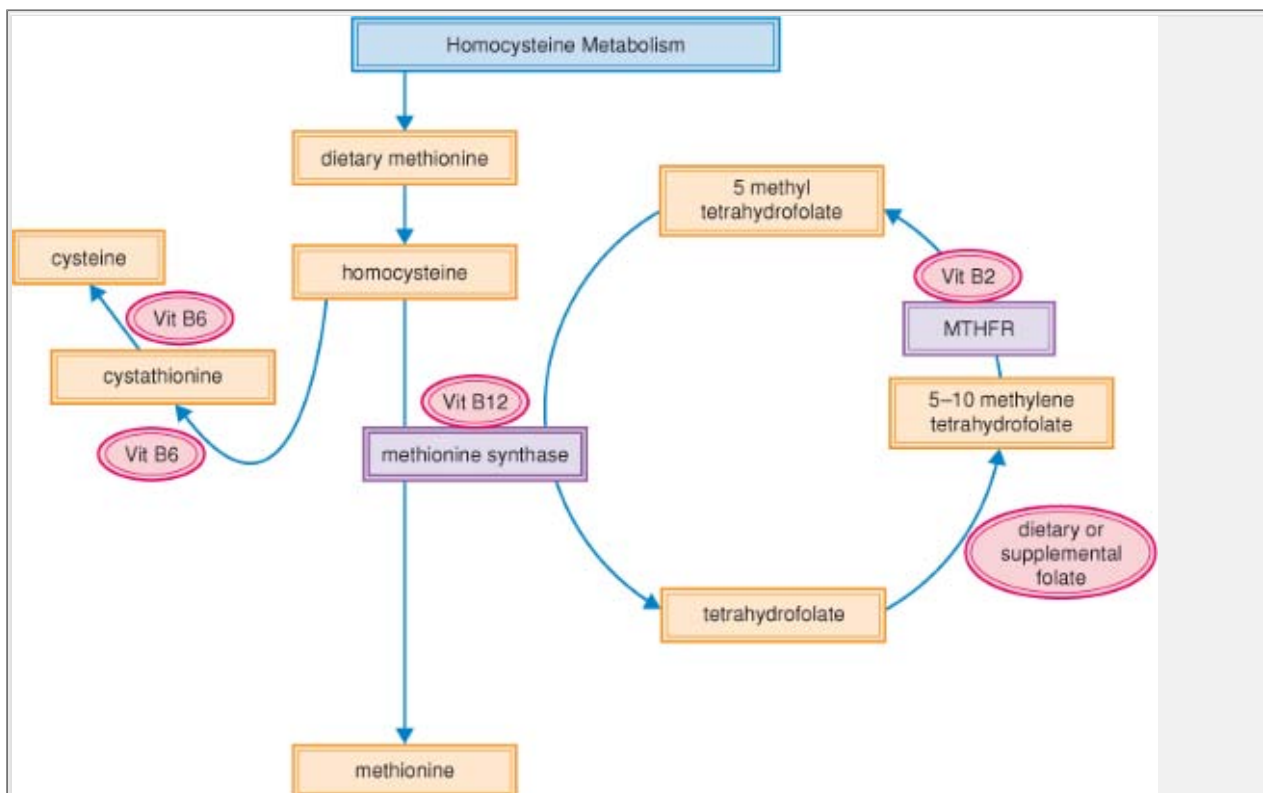 Homocysteine Metabolism
dietary methionine
5 methyl
tetrahydrofolate
cysteine
homocysteine
Vit B2
Vit B6
MTHFR
cystathionine
Vit B12
5–10 methylene
tetrahydrofolate
Vit B6
methionine synthase
dietary or
supplemental
folate
tetrahydrofolate
methionine